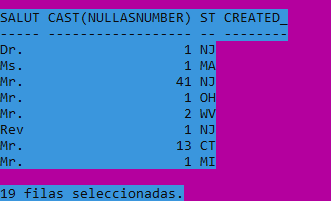 SALUT CAST(NULLASNUMBER) ST CREATED_
----- ------------------ -- --------
Dr. 1 NJ
Ms. 1 MA
Mr. 41 NJ
Mr. 1 OH
Mr. 2 WV
Rev 1 NJ
Mr. 13 CT
Mr. 1 MI
19 filas seleccionadas.